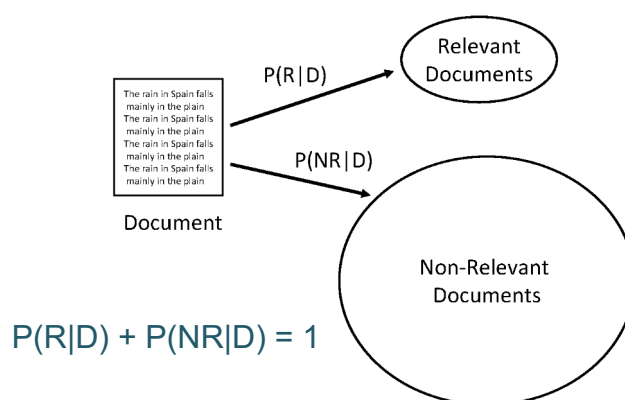 Relevant
Documents
P(R|D)
The rain in Spain falls
mainly in the plain
The rain in Spain falls
mainly in the plain
The rain in Spain falls
mainly in the plain
The rain in Spain falls
mainly in the plain
P(NR|D)
Document
Non-Relevant
Documents
P(R|D) + P(NR|D) = 1